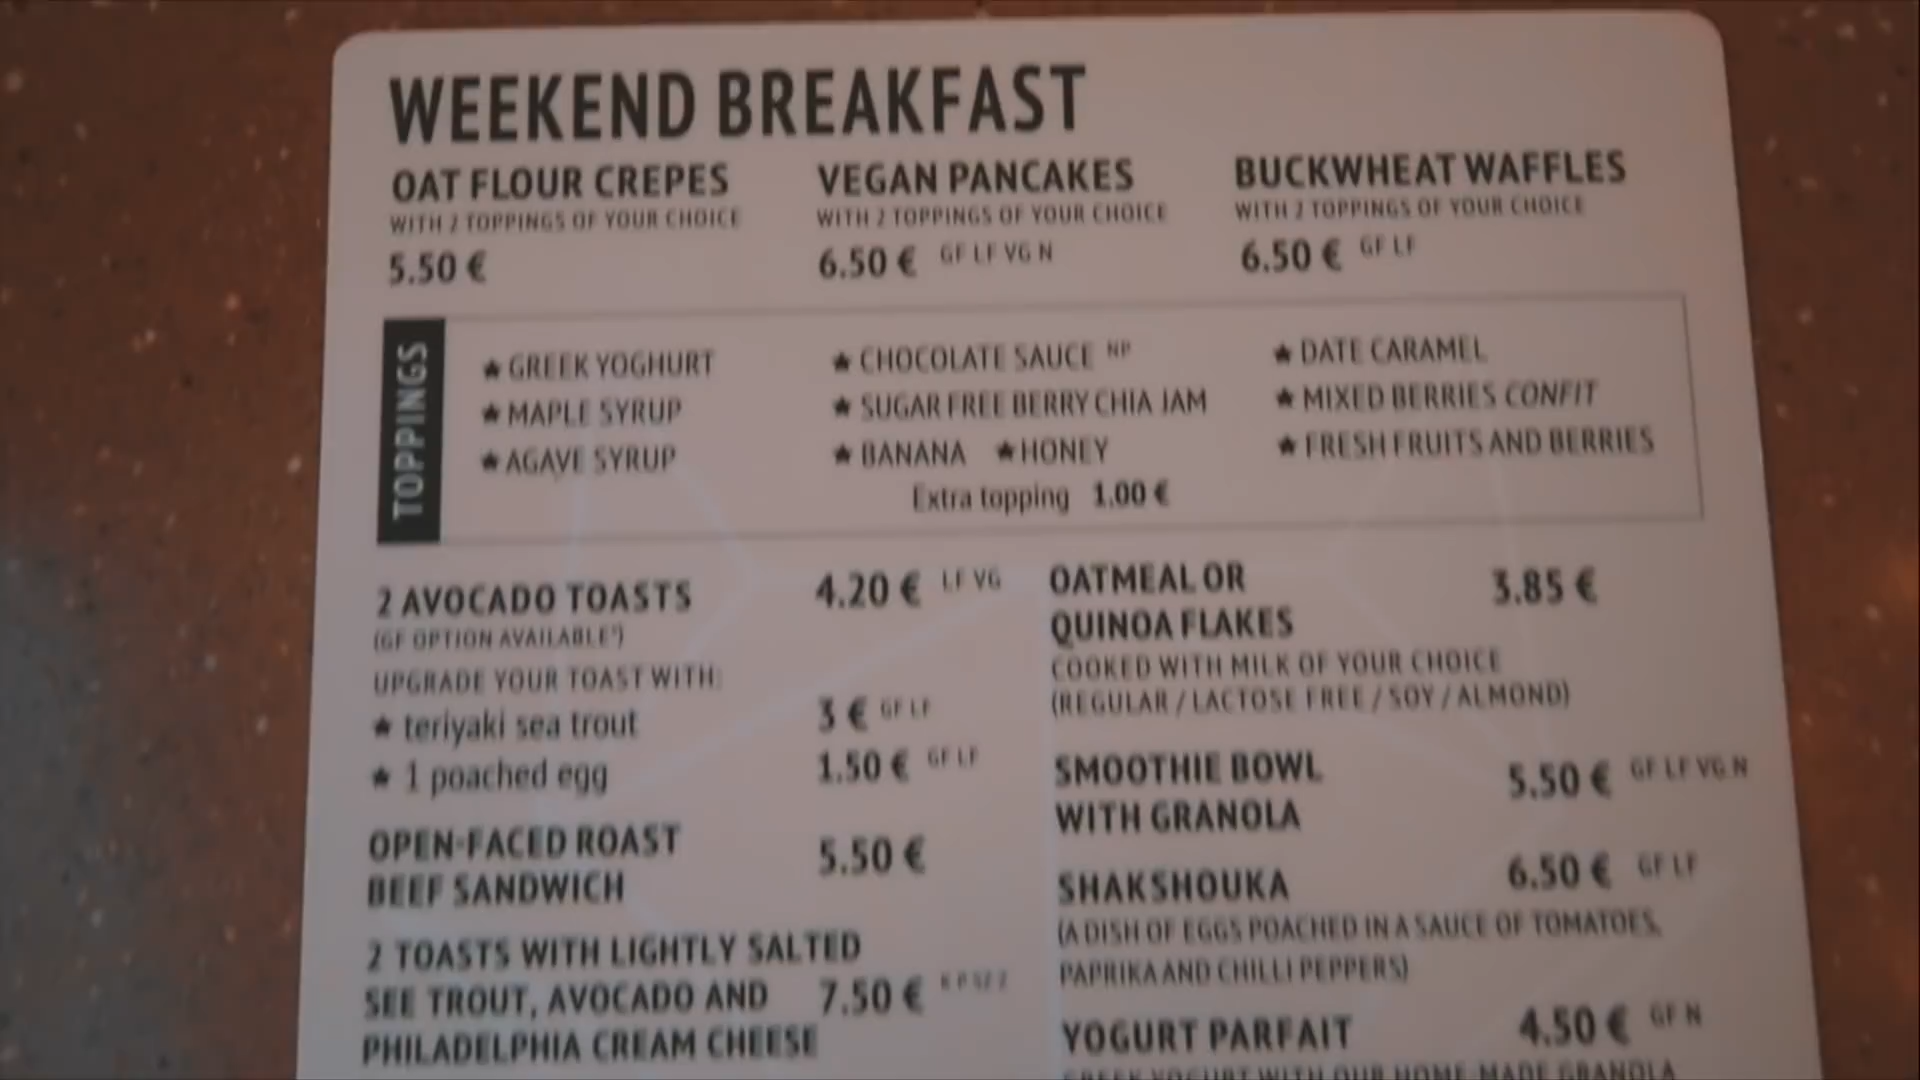 WEEKEND BREAKFAST
OAT FLOUR CREPES
WITH 2 TOPPINGS OF YOUR CHOICE
5.50 €
VEGAN PANCAKES
WITH 2 TOPPINGS OF YOUR CHOICE
6.50 € GF LF VG N
BUCKWHEAT WAFFLES
WITH 2 TOPPINGS OF YOUR CHOICE
6.50 € GF LF
TOPPINGS
★ GREEK YOGHURT
★ MAPLE SYRUP
★ AGAVE SYRUP
★ CHOCOLATE SAUCE NP
★ SUGAR FREE BERRY CHIA JAM
★ BANANA ★ HONEY
★ DATE CARAMEL
★ MIXED BERRIES CONFIT
★ FRESH FRUITS AND BERRIES
Extra topping 1.00 €
2 AVOCADO TOASTS 4.20 € LF VG
(GF OPTION AVAILABLE*)
UPGRADE YOUR TOAST WITH:
★ teriyaki sea trout 3 € GF LF
★ 1 poached egg 1.50 € GF LF
OPEN-FACED ROAST
BEEF SANDWICH 5.50 €
2 TOASTS WITH LIGHTLY SALTED
SEE TROUT, AVOCADO AND 7.50 €
PHILADELPHIA CREAM CHEESE
OATMEAL OR 3.85 €
QUINOA FLAKES
COOKED WITH MILK OF YOUR CHOICE
(REGULAR / LACTOSE FREE / SOY / ALMOND)
SMOOTHIE BOWL 5.50 € GF LF VG N
WITH GRANOLA
SHAKSHOUKA 6.50 € GF LF
(A DISH OF EGGS POACHED IN A SAUCE OF TOMATOES,
PAPRIKA AND CHILLI PEPPERS)
YOGURT PARFAIT 4.50 € GF N
GREEK YOGURT WITH OUR HOME-MADE GRANOLA